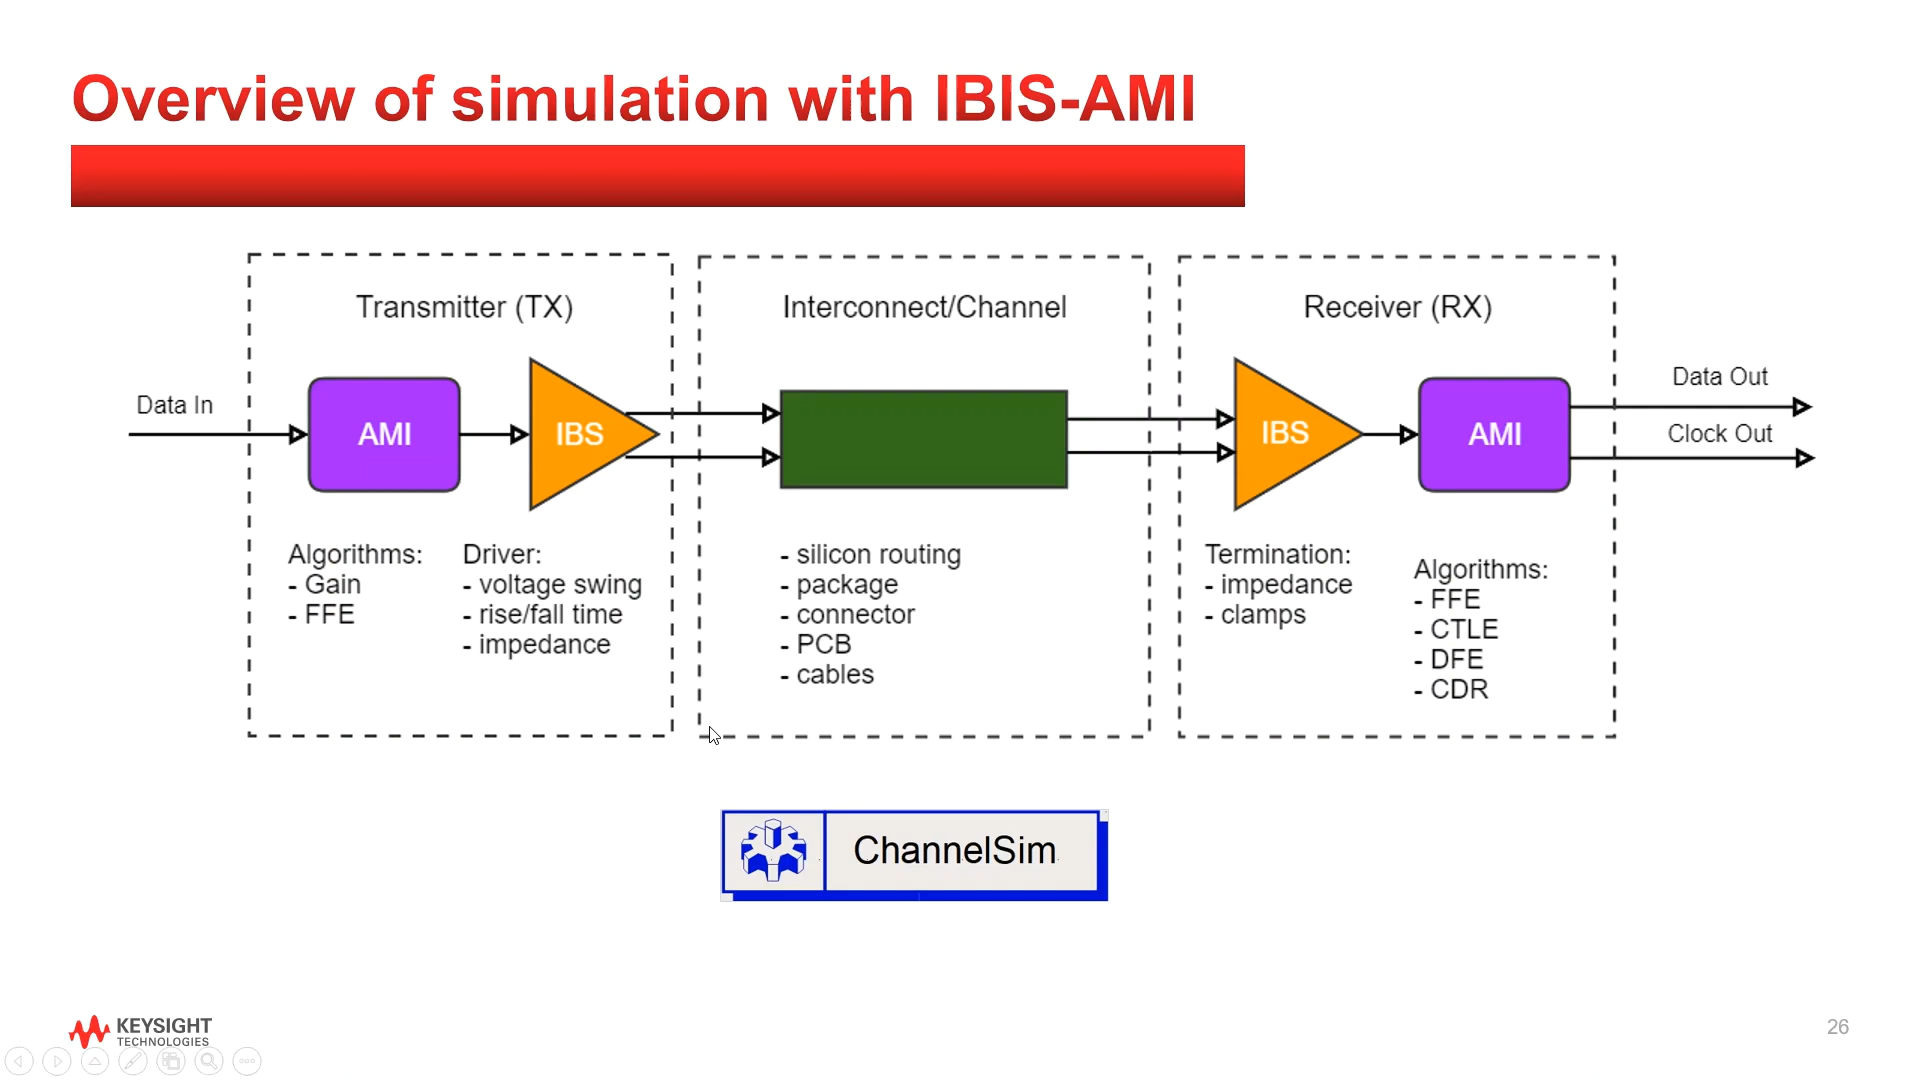 Overview of simulation with IBIS-AMI
Transmitter (TX)
Interconnect/Channel
Receiver (RX)
Data In
AMI
IBS
IBS
AMI
Data Out
Clock Out
Algorithms:
- Gain
- FFE
Driver:
- voltage swing
- rise/fall time
- impedance
- silicon routing
- package
- connector
- PCB
- cables
Termination:
- impedance
- clamps
Algorithms:
- FFE
- CTLE
- DFE
- CDR
ChannelSim
KEYSIGHT
TECHNOLOGIES
26